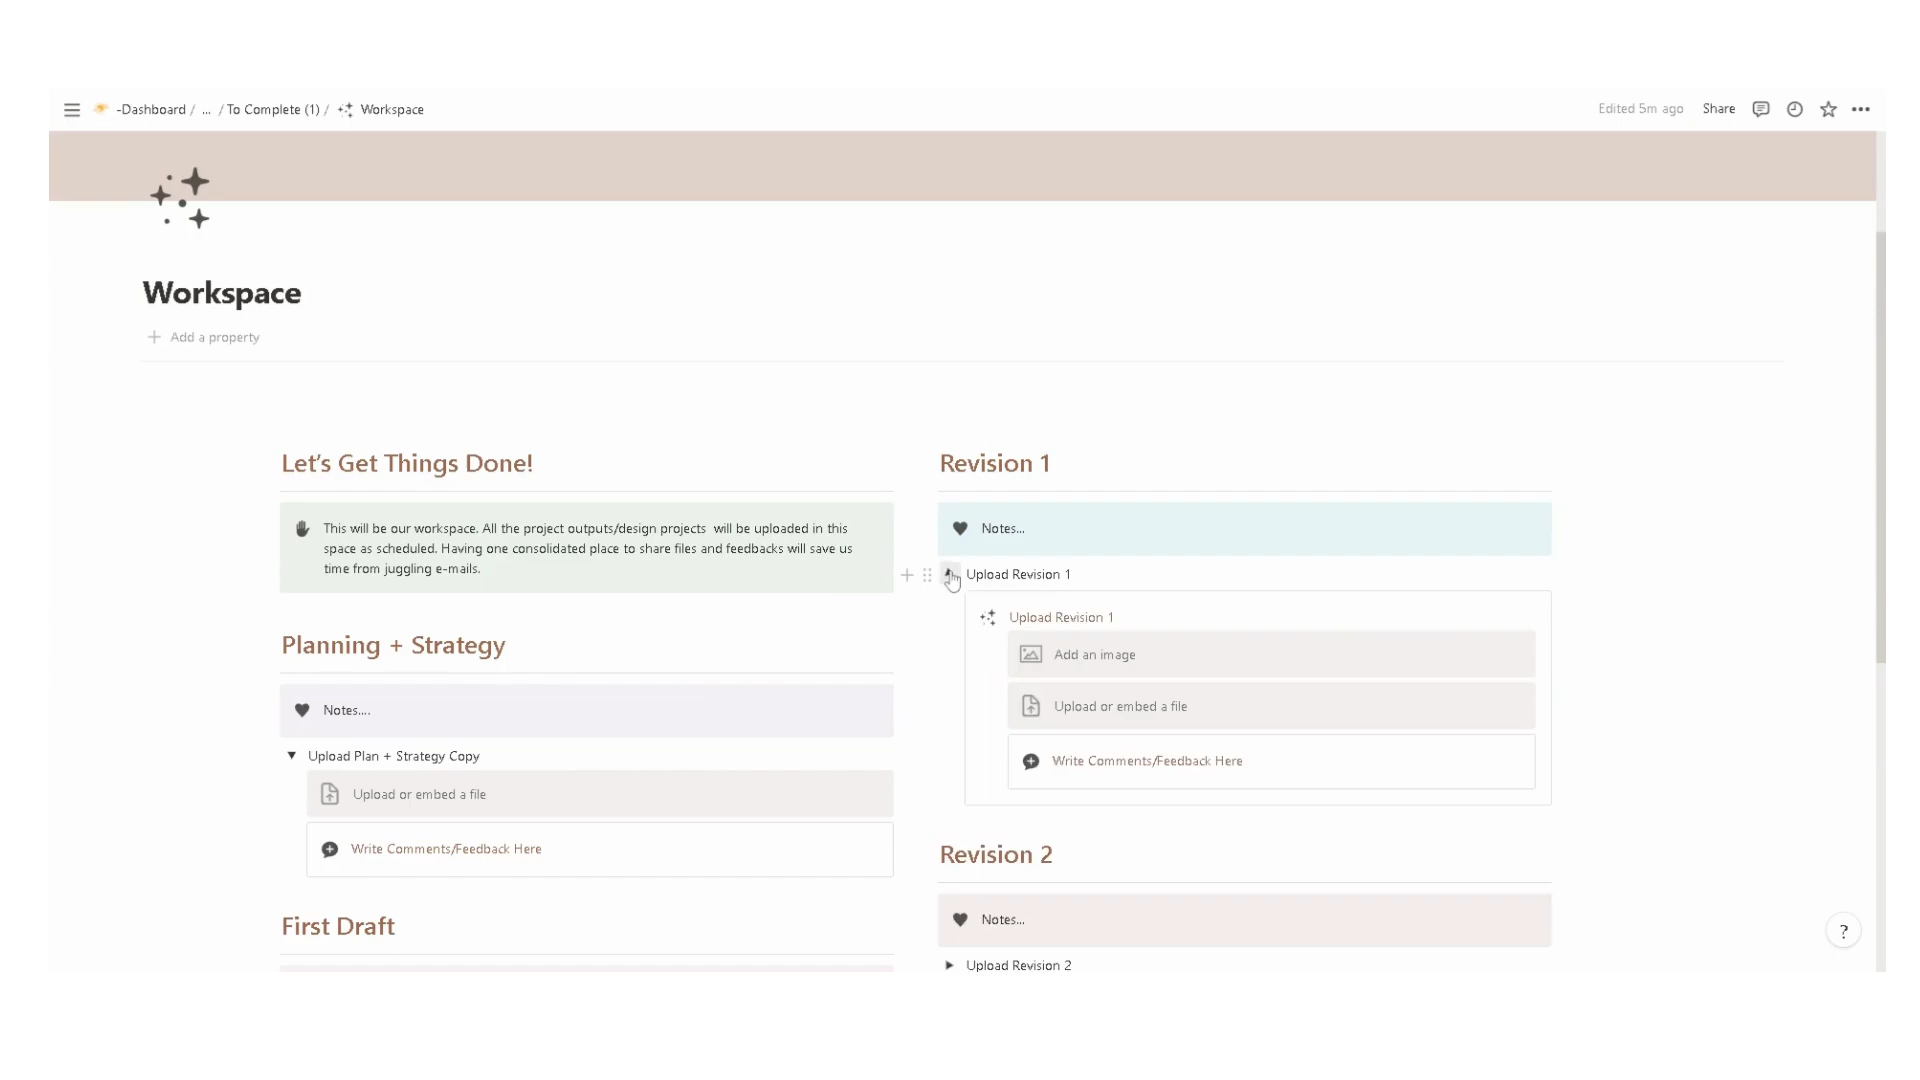 -Dashboard / ... / To Complete (1) / Workspace
Edited 5m ago Share
Workspace
Add a property
Let's Get Things Done!
This will be our workspace. All the project outputs/design projects will be uploaded in this
space as scheduled. Having one consolidated place to share files and feedbacks will save us
time from juggling e-mails.
Planning + Strategy
Notes....
Upload Plan + Strategy Copy
Upload or embed a file
Write Comments/Feedback Here
First Draft
Revision 1
Notes...
Upload Revision 1
Upload Revision 1
Add an image
Upload or embed a file
Write Comments/Feedback Here
Revision 2
Notes...
Upload Revision 2
?